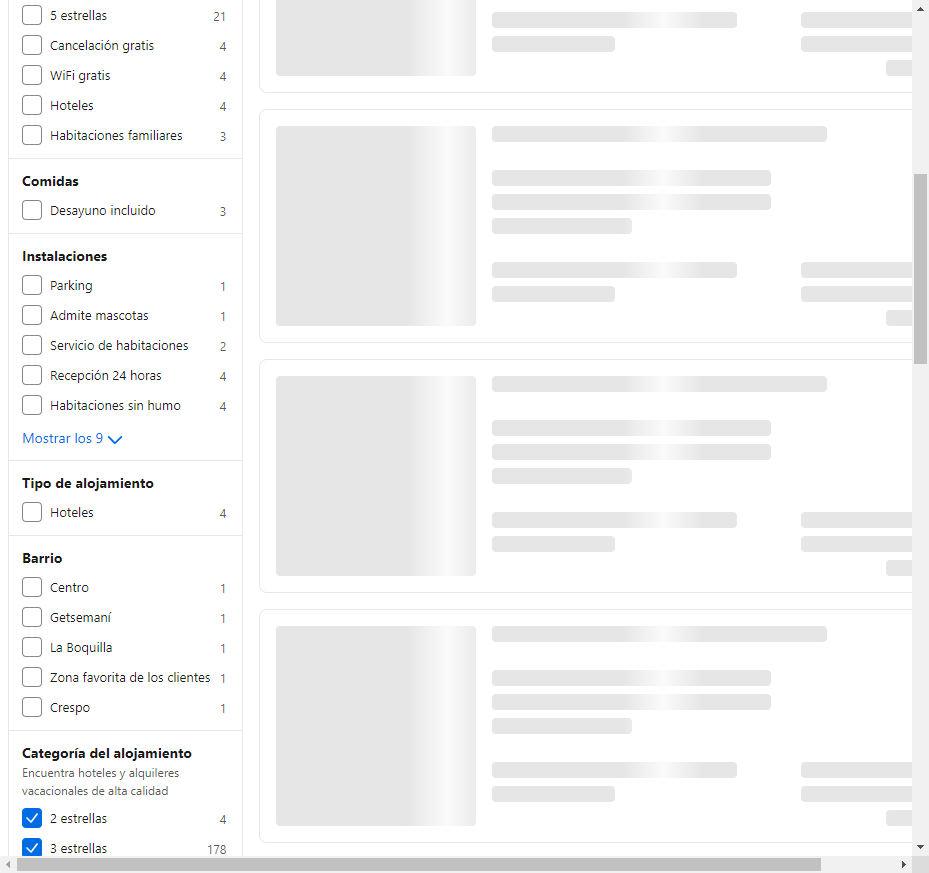 5 estrellas 21
Cancelación gratis 4
WiFi gratis 4
Hoteles 4
Habitaciones familiares 3
Comidas
Desayuno incluido 3
Instalaciones
Parking 1
Admite mascotas 1
Servicio de habitaciones 2
Recepción 24 horas 4
Habitaciones sin humo 4
Mostrar los 9
Tipo de alojamiento
Hoteles 4
Barrio
Centro 1
Getsemaní 1
La Boquilla 1
Zona favorita de los clientes 1
Crespo 1
Categoría del alojamiento
Encuentra hoteles y alquileres
vacacionales de alta calidad
2 estrellas 4
3 estrellas 178